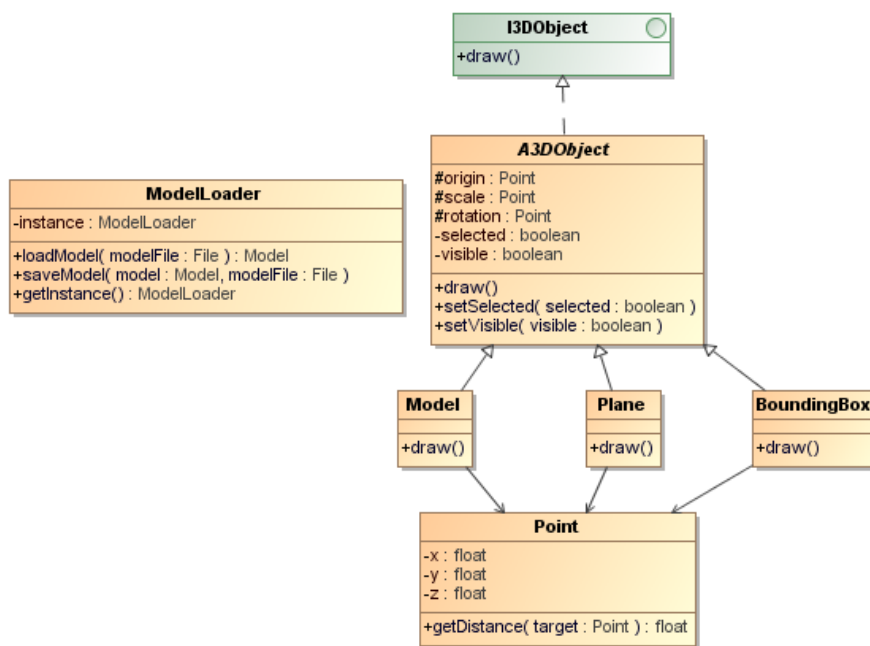 I3DObject
+draw()
A3DObject
#origin : Point
#scale : Point
#rotation : Point
-selected : boolean
-visible : boolean
+draw()
+setSelected( selected : boolean )
+setVisible( visible : boolean )
ModelLoader
-instance : ModelLoader
+loadModel( modelFile : File ) : Model
+saveModel( model : Model, modelFile : File )
+getInstance() : ModelLoader
Model
+draw()
Plane
+draw()
BoundingBox
+draw()
Point
-x : float
-y : float
-z : float
+getDistance( target : Point ) : float